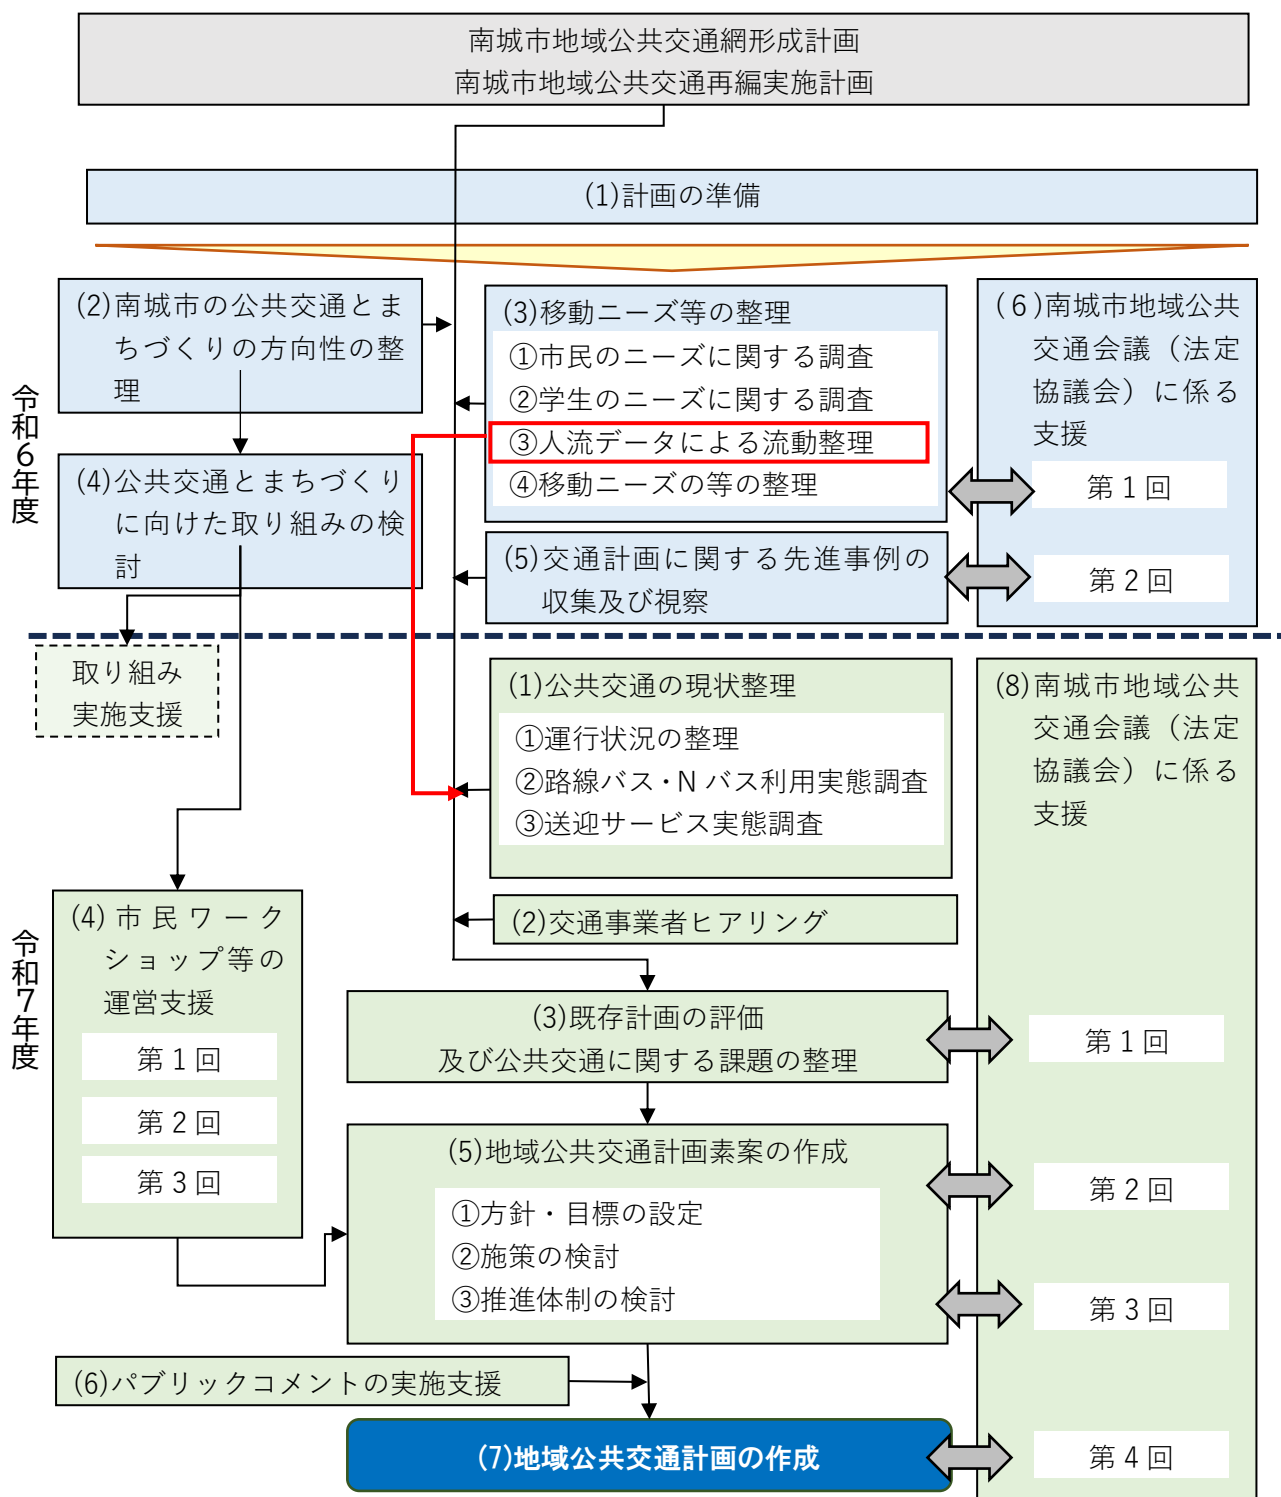 南城市地域公共交通網形成計画
南城市地域公共交通再編実施計画
(1)計画の準備
令和6年度
(2)南城市の公共交通とま
ちづくりの方向性の整
理
(4)公共交通とまちづくり
に向けた取り組みの検
討
(3)移動ニーズ等の整理
①市民のニーズに関する調査
②学生のニーズに関する調査
③人流データによる流動整理
④移動ニーズの等の整理
(5)交通計画に関する先進事例の
収集及び視察
(６)南城市地域公共
交通会議（法定
協議会）に係る
支援
第1回
第2回
令和7年度
取り組み
実施支援
(4)市民ワーク
ショップ等の
運営支援
第1回
第2回
第3回
(1)公共交通の現状整理
①運行状況の整理
②路線バス・Nバス利用実態調査
③送迎サービス実態調査
(2)交通事業者ヒアリング
(3)既存計画の評価
及び公共交通に関する課題の整理
(5)地域公共交通計画素案の作成
①方針・目標の設定
②施策の検討
③推進体制の検討
(6)パブリックコメントの実施支援
(7)地域公共交通計画の作成
(8)南城市地域公共
交通会議（法定
協議会）に係る
支援
第1回
第2回
第3回
第4回